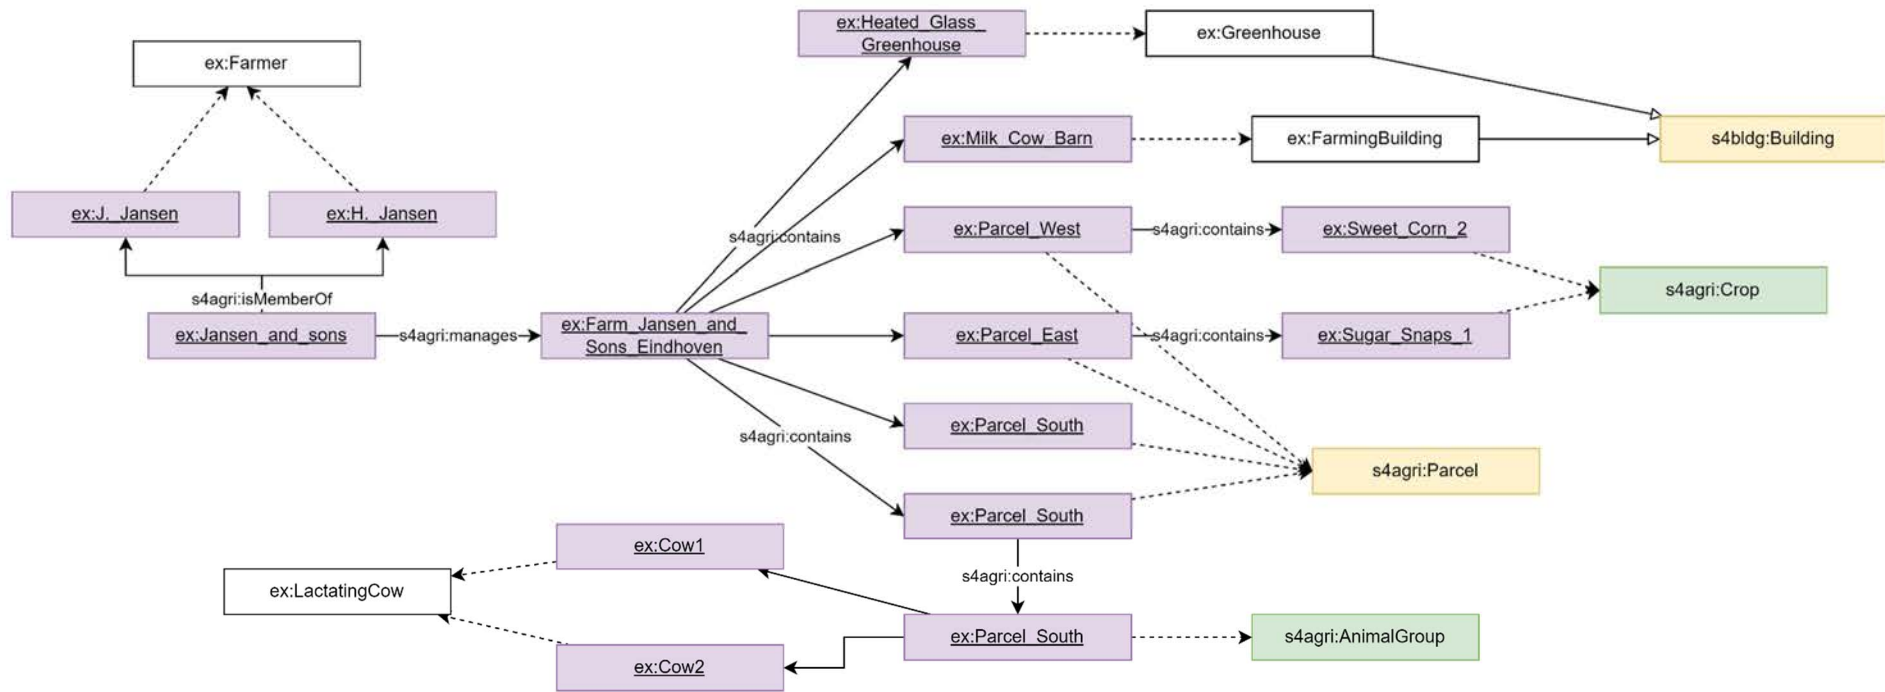 ex:Heated_Glass_
Greenhouse
ex:Greenhouse
ex:Farmer
ex:Milk_Cow_Barn
ex:FarmingBuilding
s4bldg:Building
ex:J._Jansen
ex:H._Jansen
s4agri:contains
ex:Parcel_West
s4agri:contains
ex:Sweet_Corn_2
s4agri:isMemberOf
s4agri:Crop
ex:Jansen_and_sons
s4agri:manages
ex:Farm_Jansen_and_
Sons_Eindhoven
ex:Parcel_East
s4agri:contains
ex:Sugar_Snaps_1
s4agri:contains
ex:Parcel_South
s4agri:Parcel
ex:Parcel_South
ex:Cow1
s4agri:contains
ex:LactatingCow
ex:Parcel_South
s4agri:AnimalGroup
ex:Cow2